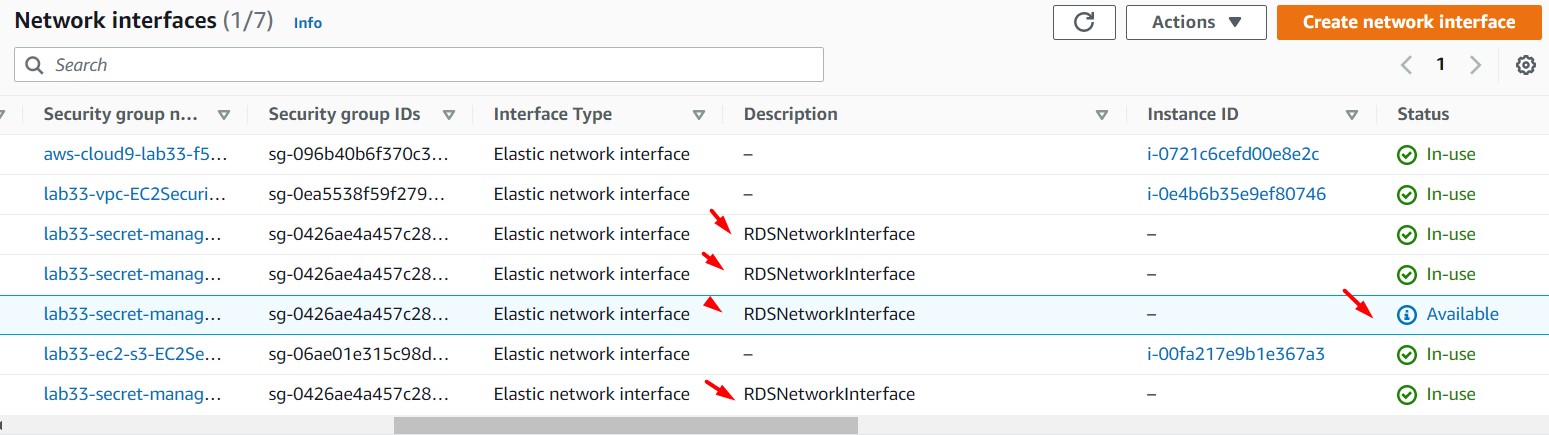 Network interfaces (1/7) Info Actions ▼ Create network interface
Search 1
Security group n... Security group IDs Interface Type Description Instance ID Status
aws-cloud9-lab33-f5... sg-096b40b6f370c3... Elastic network interface – i-0721c6cefd00e8e2c In-use
lab33-vpc-EC2Securi... sg-0ea5538f59f279... Elastic network interface – i-0e4b6b35e9ef80746 In-use
lab33-secret-manag... sg-0426ae4a457c28... Elastic network interface RDSNetworkInterface – In-use
lab33-secret-manag... sg-0426ae4a457c28... Elastic network interface RDSNetworkInterface – In-use
lab33-secret-manag... sg-0426ae4a457c28... Elastic network interface RDSNetworkInterface – Available
lab33-ec2-s3-EC2Se... sg-06ae01e315c98d... Elastic network interface – i-00fa217e9b1e367a3 In-use
lab33-secret-manag... sg-0426ae4a457c28... Elastic network interface RDSNetworkInterface – In-use